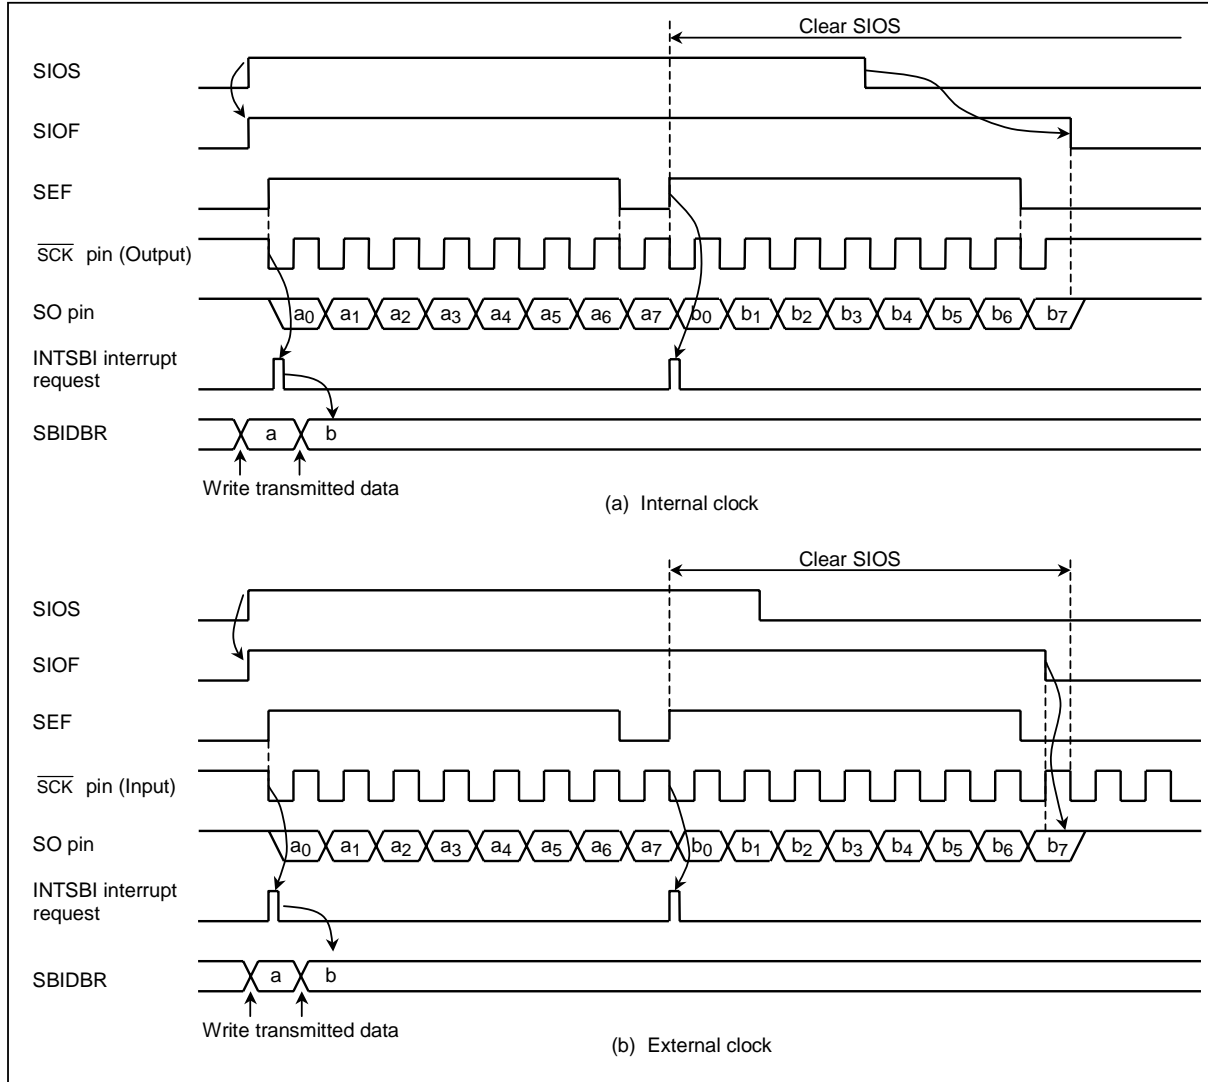 Clear SIOS
SIOS
SIOF
SEF
SCK pin (Output)
SO pin
a0 a1 a2 a3 a4 a5 a6 a7 b0 b1 b2 b3 b4 b5 b6 b7
INTSBI interrupt
request
SBIDBR
a b
Write transmitted data
(a) Internal clock
Clear SIOS
SIOS
SIOF
SEF
SCK pin (Input)
SO pin
a0 a1 a2 a3 a4 a5 a6 a7 b0 b1 b2 b3 b4 b5 b6 b7
INTSBI interrupt
request
SBIDBR
a b
Write transmitted data
(b) External clock